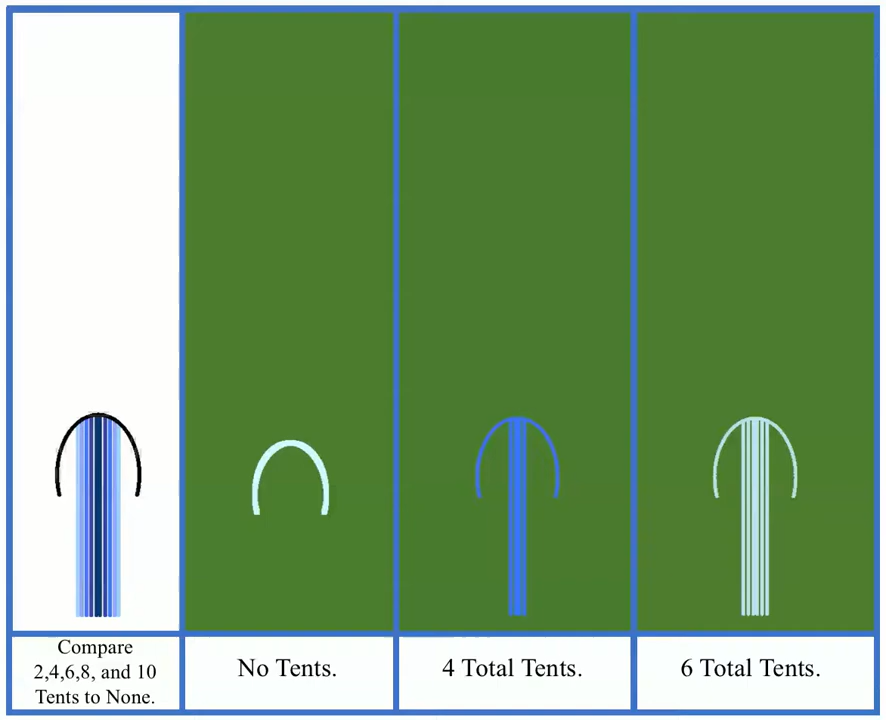 Compare
2,4,6,8, and 10
Tents to None.
No Tents.
4 Total Tents.
6 Total Tents.